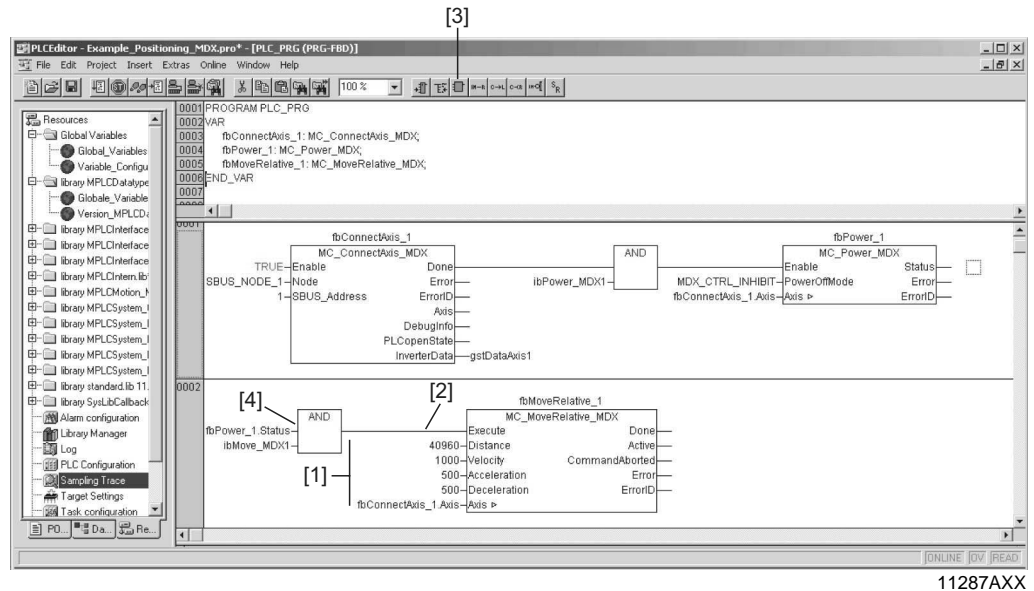 [3]
PLCEditor - Example_Positioning_MDX.pro* - [PLC_PRG (PRG-FBD)]
File Edit Project Insert Extras Online Window Help
100 %
Resources
Global Variables
Global_Variables
Variable_Configu
library MPLCDatatype
Globale_Variable
Version_MPLCDa
library MPLCInterface
library MPLCInterface
library MPLCInterface
library MPLCIntern.lib
library MPLCMotion_
library MPLCSystem_
library MPLCSystem_
library MPLCSystem_
library MPLCSystem_
library standard.lib 11.
library SysLibCallback
Alarm configuration
Library Manager
Log
PLC Configuration
Sampling Trace
Target Settings
Task configuration
PO... Da... Re...
0001 PROGRAM PLC_PRG
0002 VAR
0003 fbConnectAxis_1: MC_ConnectAxis_MDX;
0004 fbPower_1: MC_Power_MDX;
0005 fbMoveRelative_1: MC_MoveRelative_MDX;
0006 END_VAR
0007
0001
fbConnectAxis_1
MC_ConnectAxis_MDX
TRUE Enable Done
SBUS_NODE_1 Node Error
1 SBUS_Address ErrorID
Axis
DebugInfo
PLCopenState
InverterData gstDataAxis1
AND
ibPower_MDX1
fbPower_1
MC_Power_MDX
Enable Status
MDX_CTRL_INHIBIT PowerOffMode Error
fbConnectAxis_1.Axis Axis ErrorID
0002
[4]
AND
fbPower_1.Status
ibMove_MDX1
[2]
[1]
fbMoveRelative_1
MC_MoveRelative_MDX
Execute Done
40960 Distance Active
1000 Velocity CommandAborted
500 Acceleration Error
500 Deceleration ErrorID
fbConnectAxis_1.Axis Axis
ONLINE OV READ
11287AXX